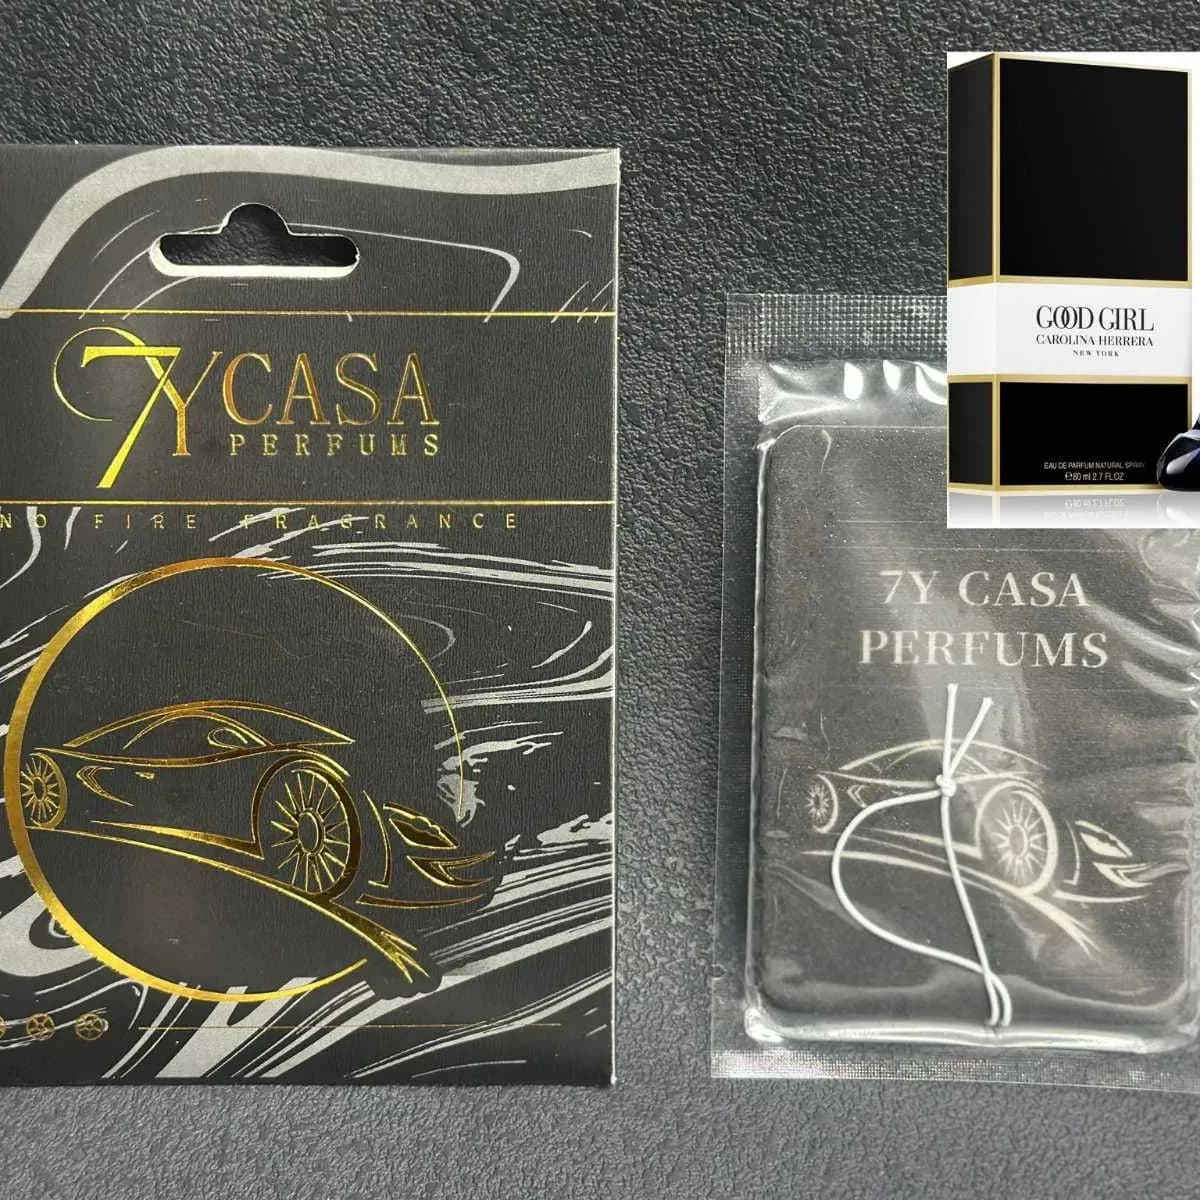 7YCASA
PERFUMS
NO FIRE FRAGRANCE
7Y CASA
PERFUMS
GOOD GIRL
CAROLINA HERRERA
NEW YORK
EAU DE PARFUM NATURAL SPRAY
℮80 ml 2.7 FL.OZ